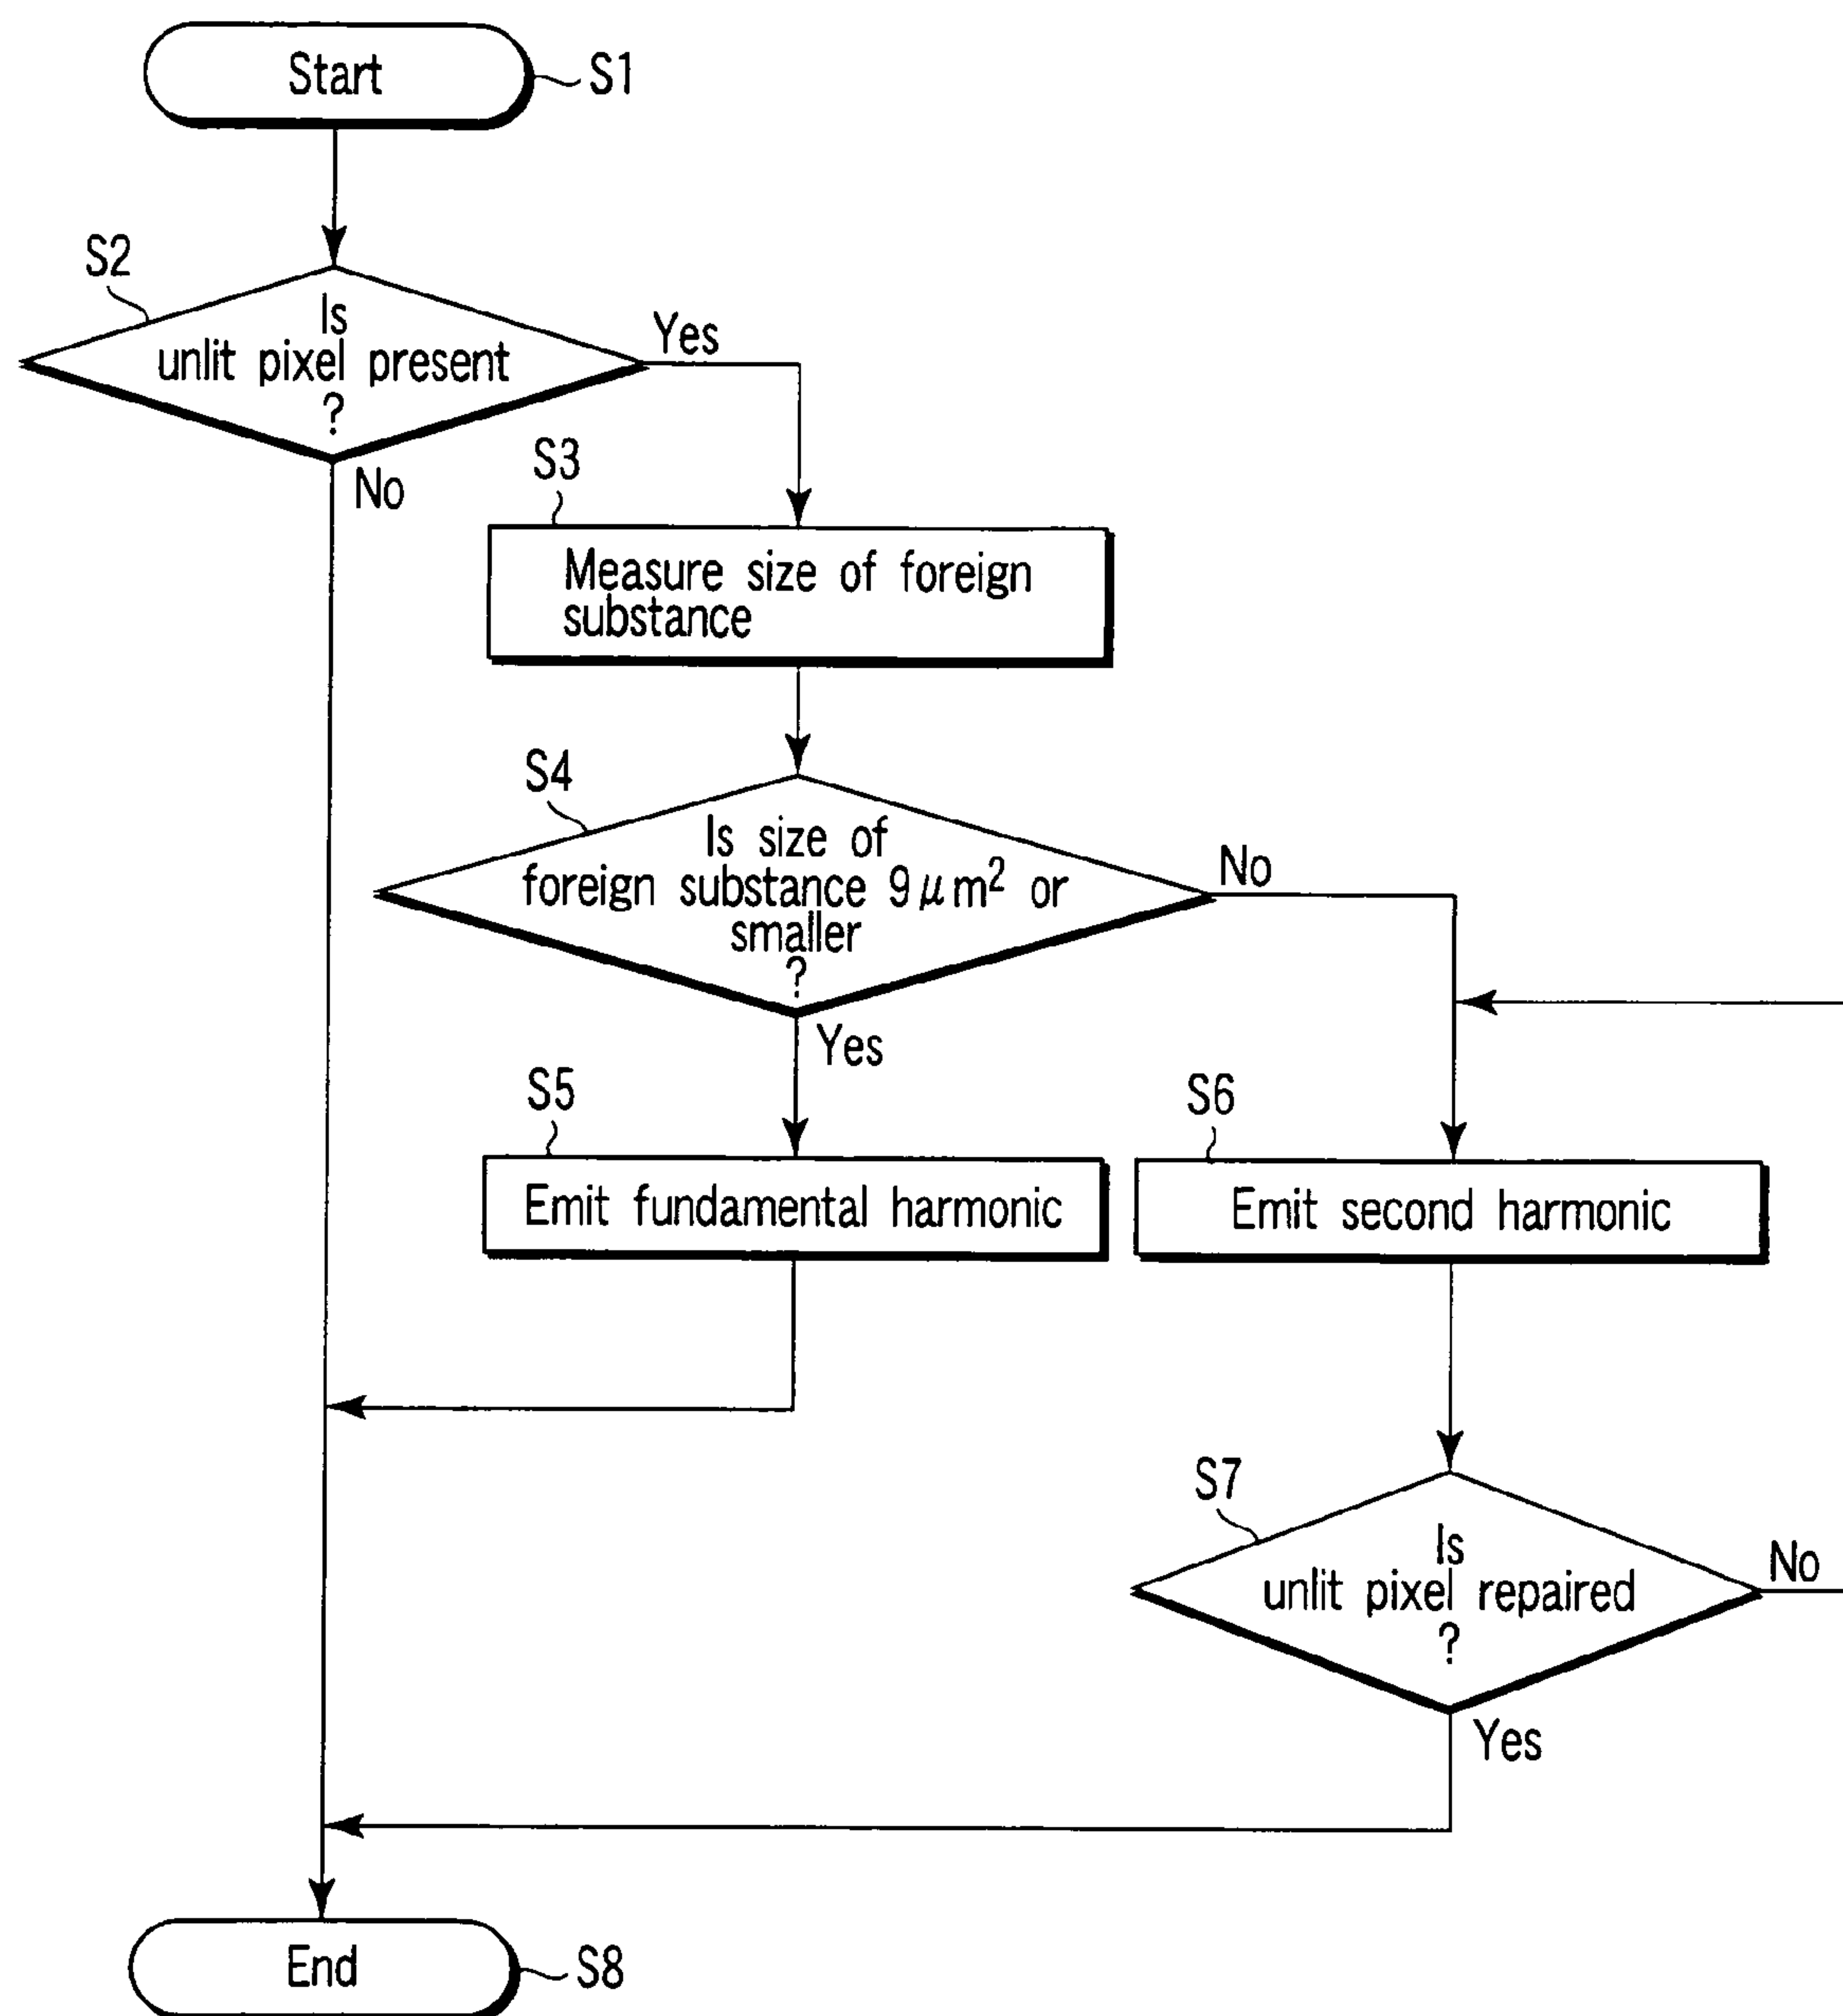 Start
S1
S2
Is
unlit pixel present
?
Yes
No
S3
Measure size of foreign
substance
S4
Is size of
foreign substance 9μm² or
smaller
?
No
Yes
S5
Emit fundamental harmonic
S6
Emit second harmonic
S7
Is
unlit pixel repaired
?
No
Yes
End
S8